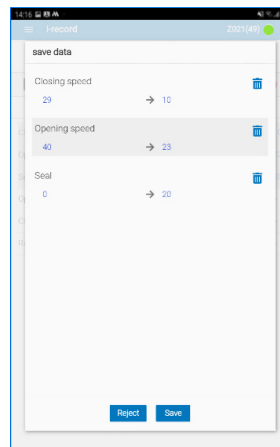 14:16
I-record Z021(49)
save data
Closing speed
29 → 10
Opening speed
40 → 23
Seal
0 → 20
Reject Save